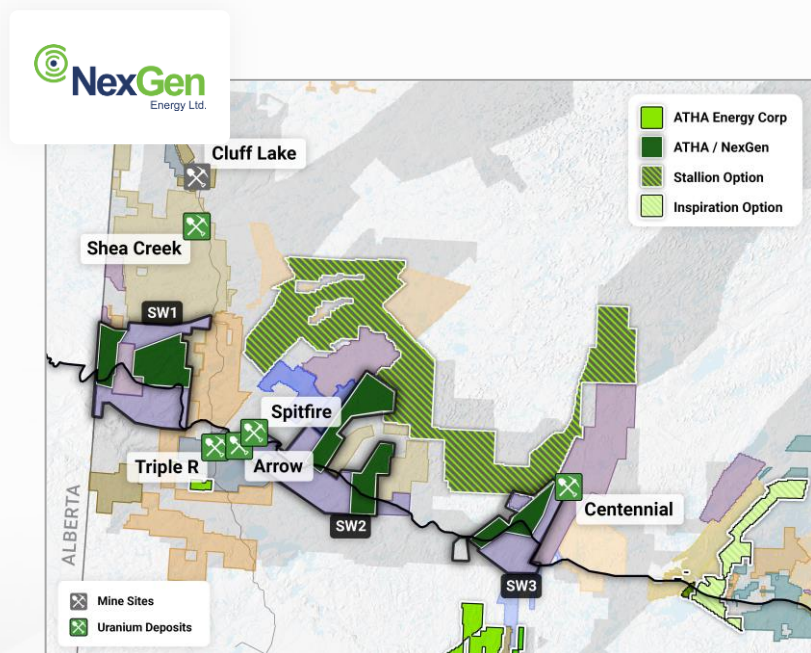 NexGen
Energy Ltd.
ATHA Energy Corp
ATHA / NexGen
Stallion Option
Inspiration Option
Cluff Lake
Shea Creek
SW1
Spitfire
Triple R
Arrow
Centennial
SW2
SW3
ALBERTA
Mine Sites
Uranium Deposits